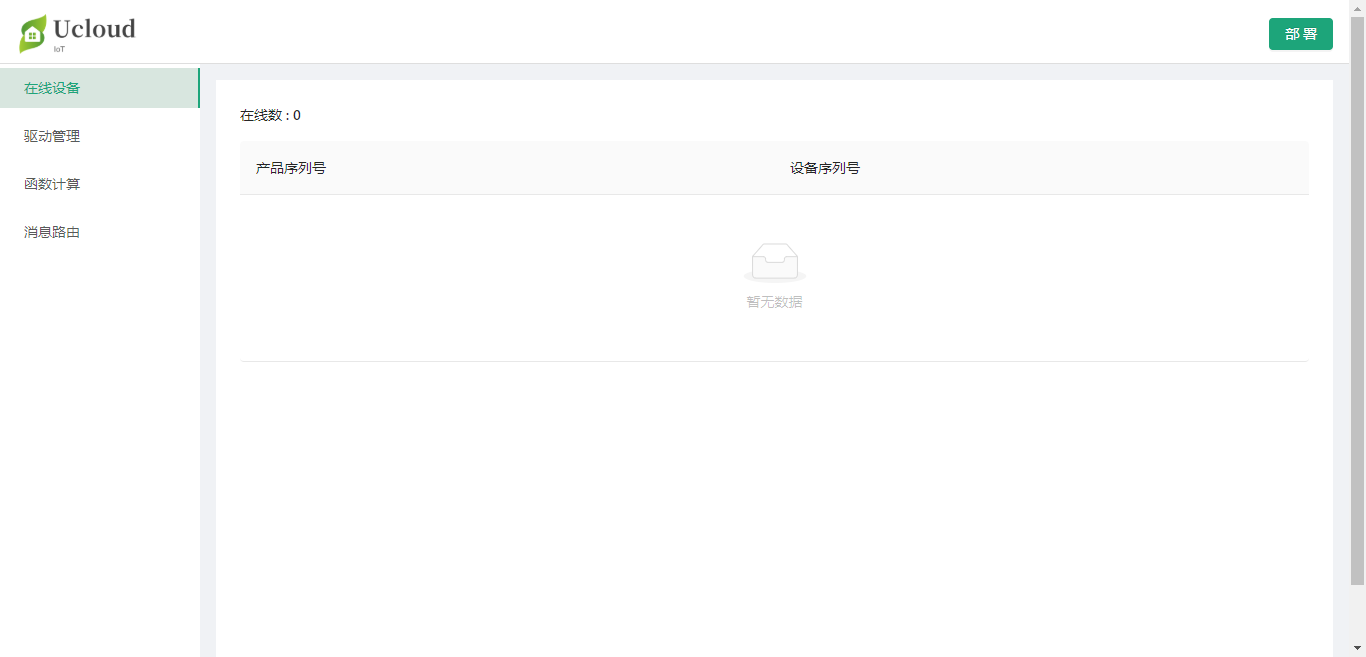 Ucloud
IoT
部 署
在线设备
驱动管理
函数计算
消息路由
在线数 : 0
产品序列号
设备序列号
暂无数据